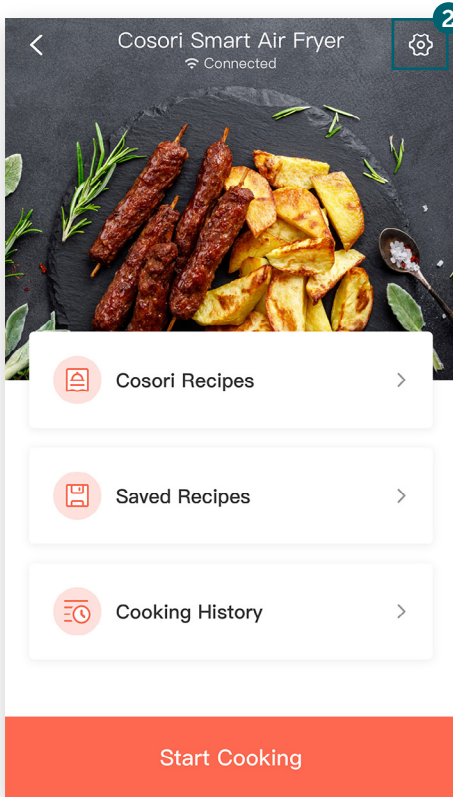 2
Cosori Smart Air Fryer
Connected
Cosori Recipes
Saved Recipes
Cooking History
Start Cooking